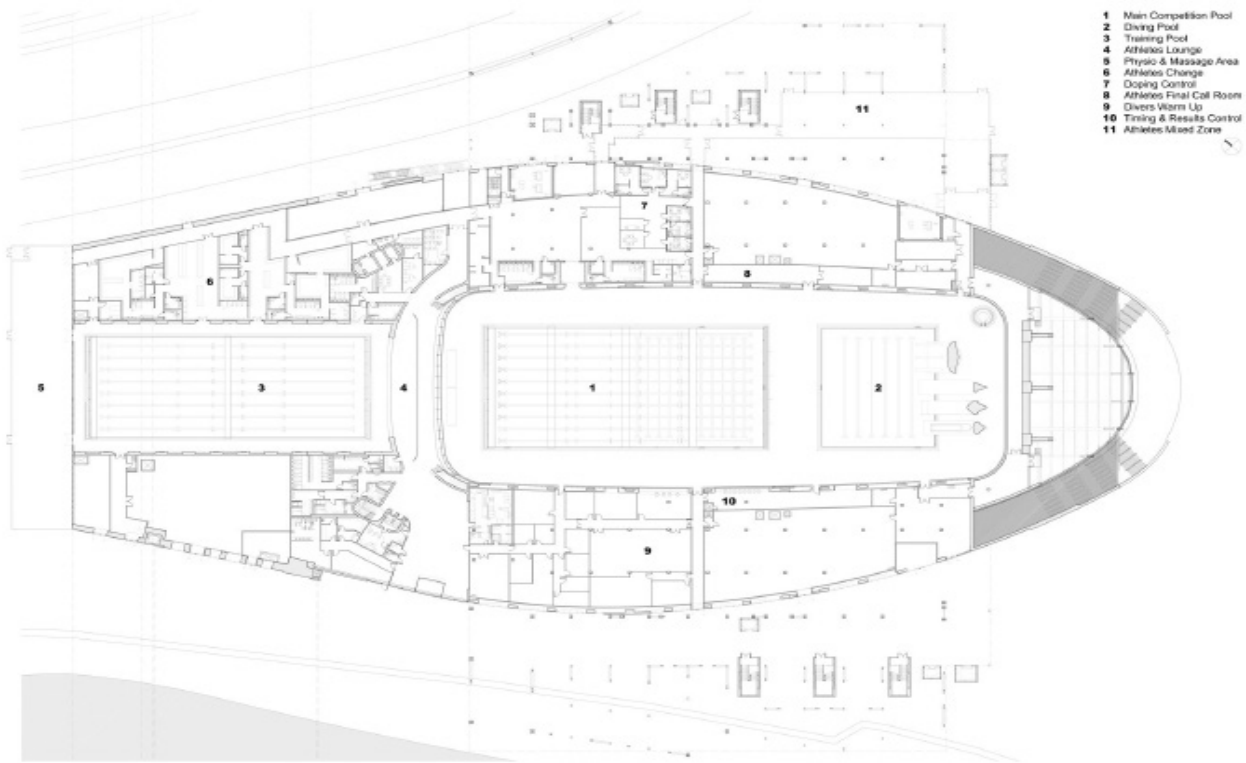 1 Main Competition Pool
2 Diving Pool
3 Training Pool
4 Athletes Lounge
5 Physio & Massage Area
6 Athletes Change
7 Doping Control
8 Athletes Final Call Room
9 Divers Warm Up
10 Timing & Results Control
11 Athletes Mixed Zone
11
7
6
8
5
3
4
1
2
10
9